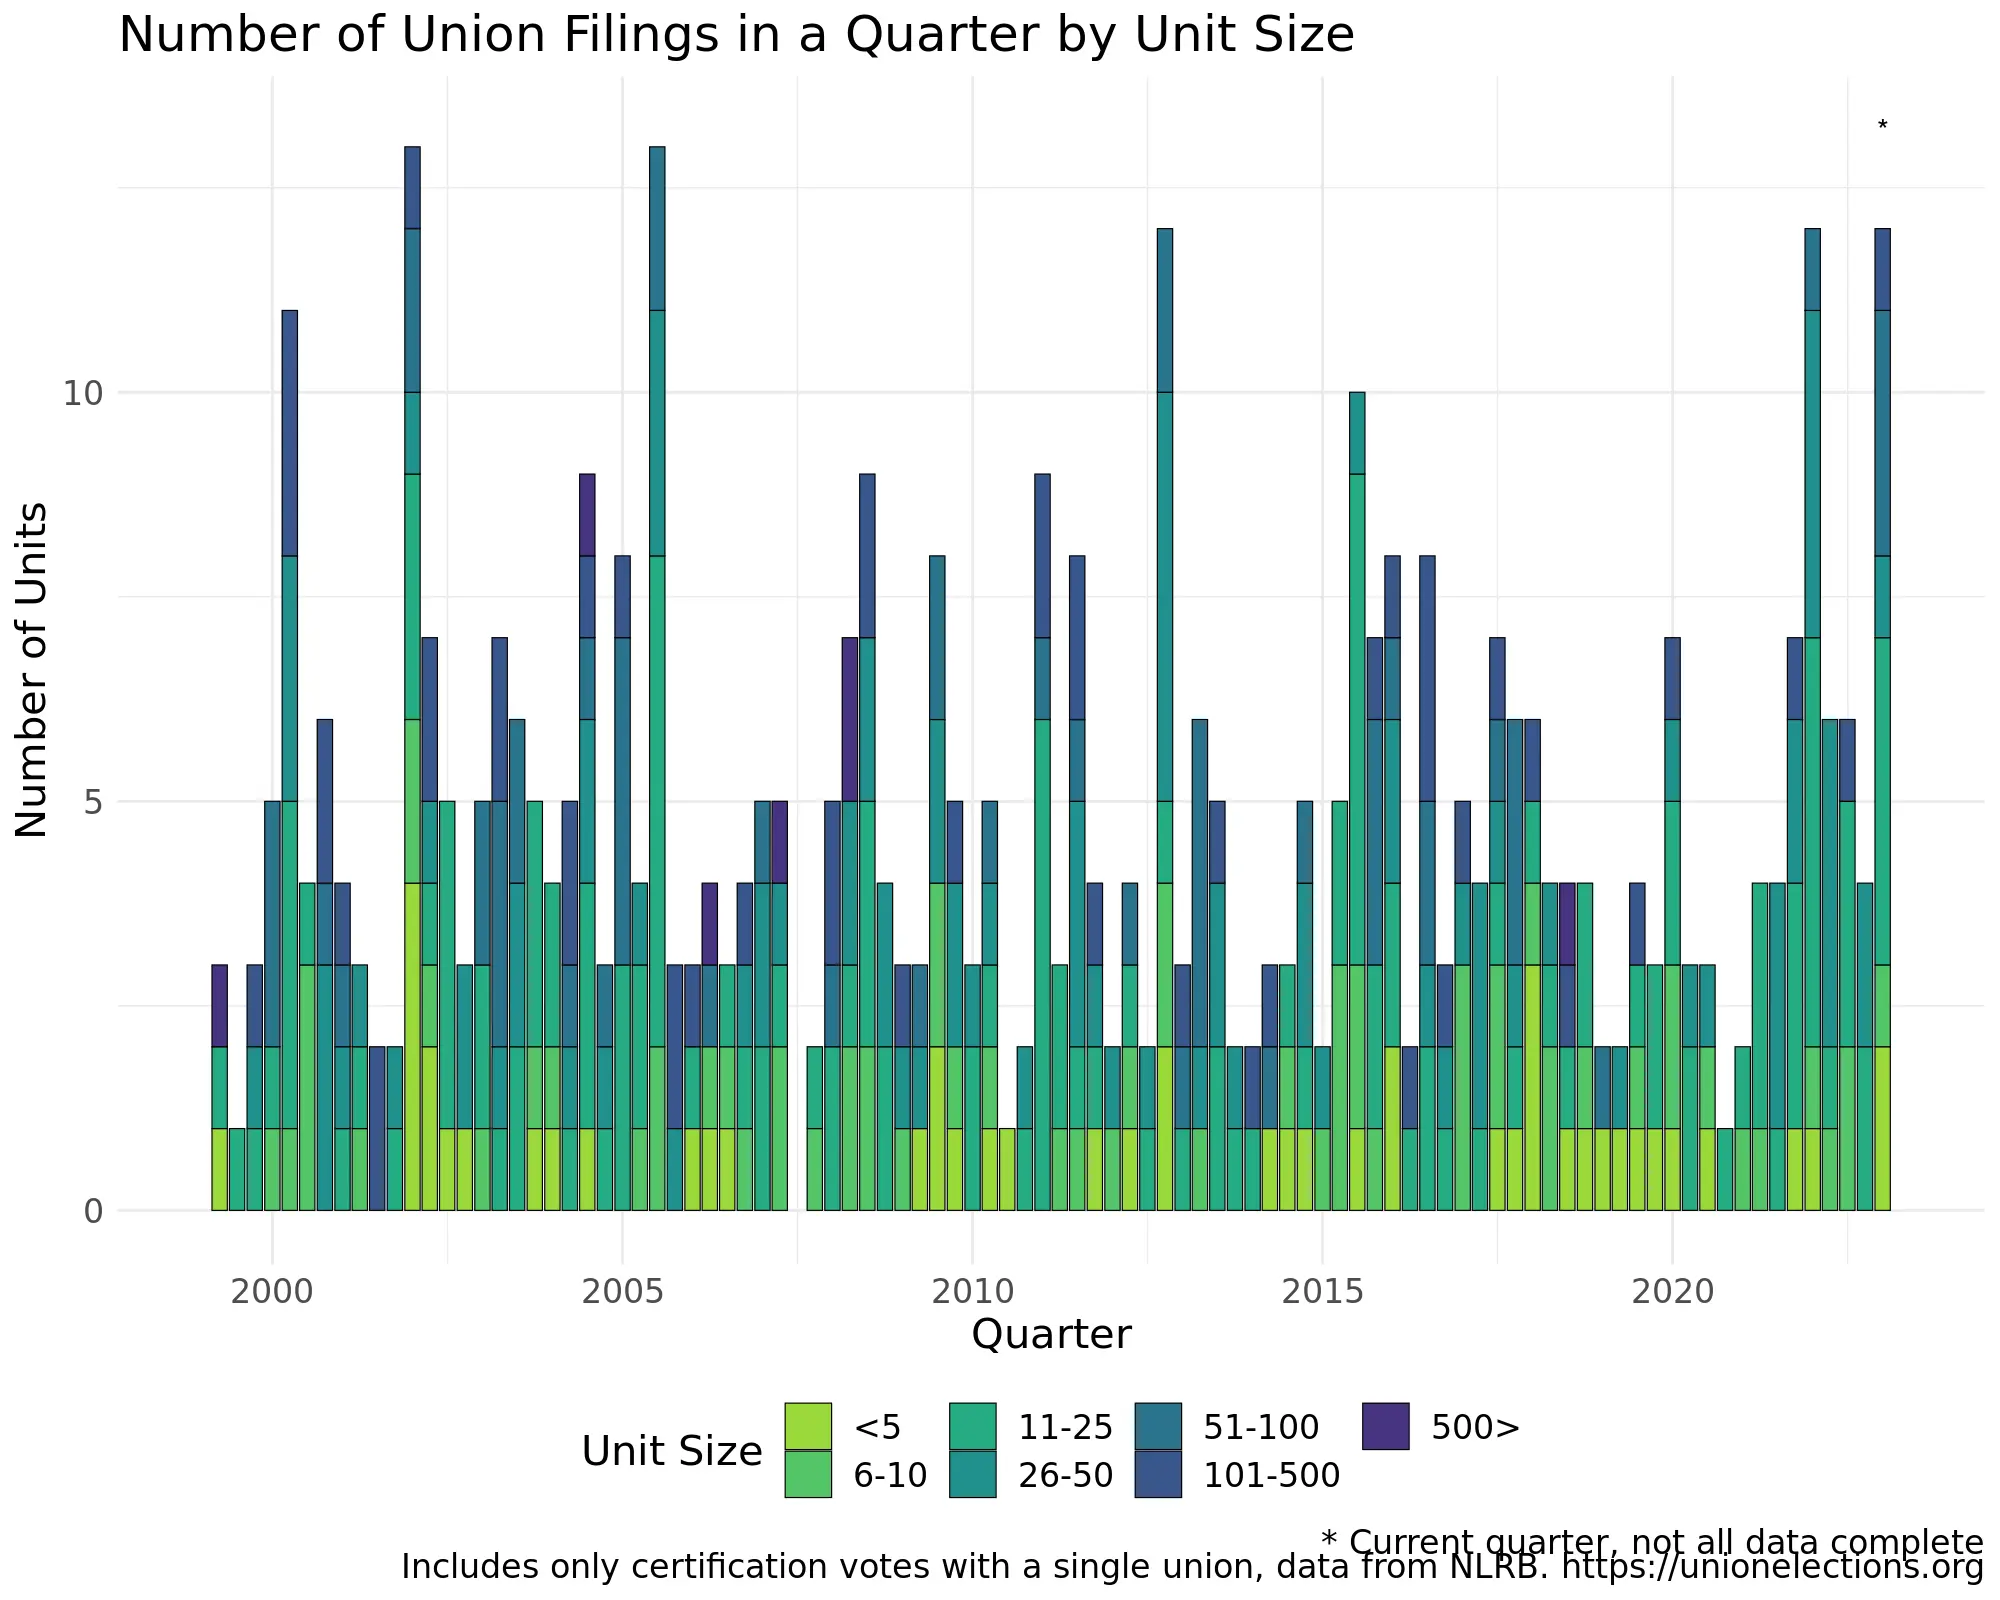 Number of Union Filings in a Quarter by Unit Size
*
Number of Units
10
5
0
2000 2005 2010 2015 2020
Quarter
Unit Size
<5 11-25 51-100 500>
6-10 26-50 101-500
* Current quarter, not all data complete
Includes only certification votes with a single union, data from NLRB. https://unionelections.org